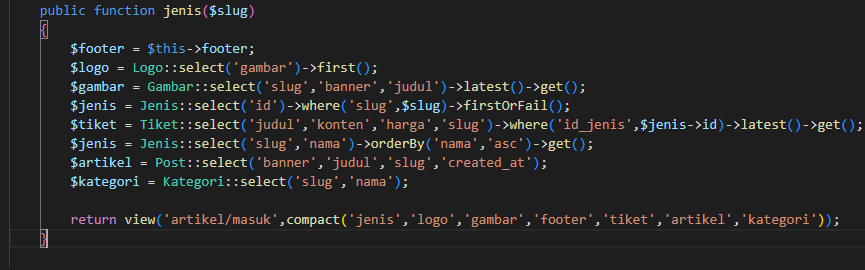 public function jenis($slug)
{
$footer = $this->footer;
$logo = Logo::select('gambar')->first();
$gambar = Gambar::select('slug','banner','judul')->latest()->get();
$jenis = Jenis::select('id')->where('slug',$slug)->firstOrFail();
$tiket = Tiket::select('judul','konten','harga','slug')->where('id_jenis',$jenis->id)->latest()->get();
$jenis = Jenis::select('slug','nama')->orderBy('nama','asc')->get();
$artikel = Post::select('banner','judul','slug','created_at');
$kategori = Kategori::select('slug','nama');
return view('artikel/masuk',compact('jenis','logo','gambar','footer','tiket','artikel','kategori'));
}